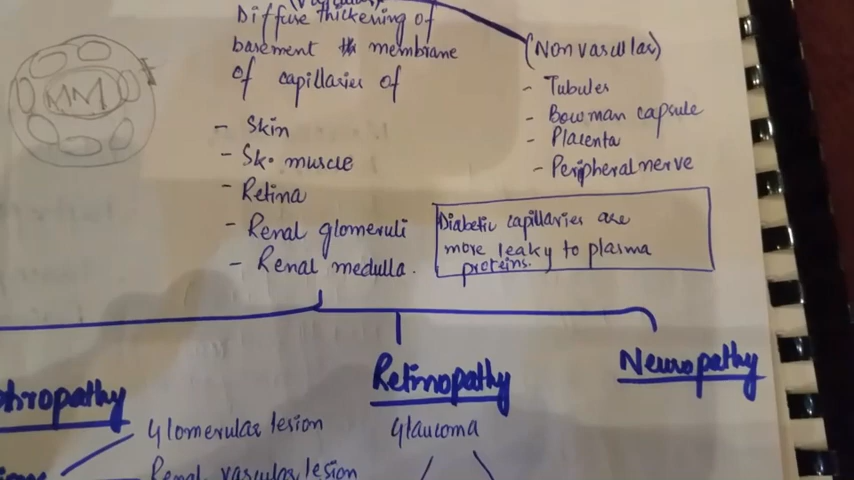 Diffuse thickening of
basement membrane
of capillaries of
- Skin
- Sk. muscle
- Retina
- Renal glomeruli
- Renal medulla.
(Nonvascular)
- Tubules
- Bowman capsule
- Placenta
- Peripheral nerve
Diabetic capillaries are
more leaky to plasma
proteins.
MM
Retinopathy
Glaucoma
Neuropathy
Glomerular lesion
Renal vascular lesion